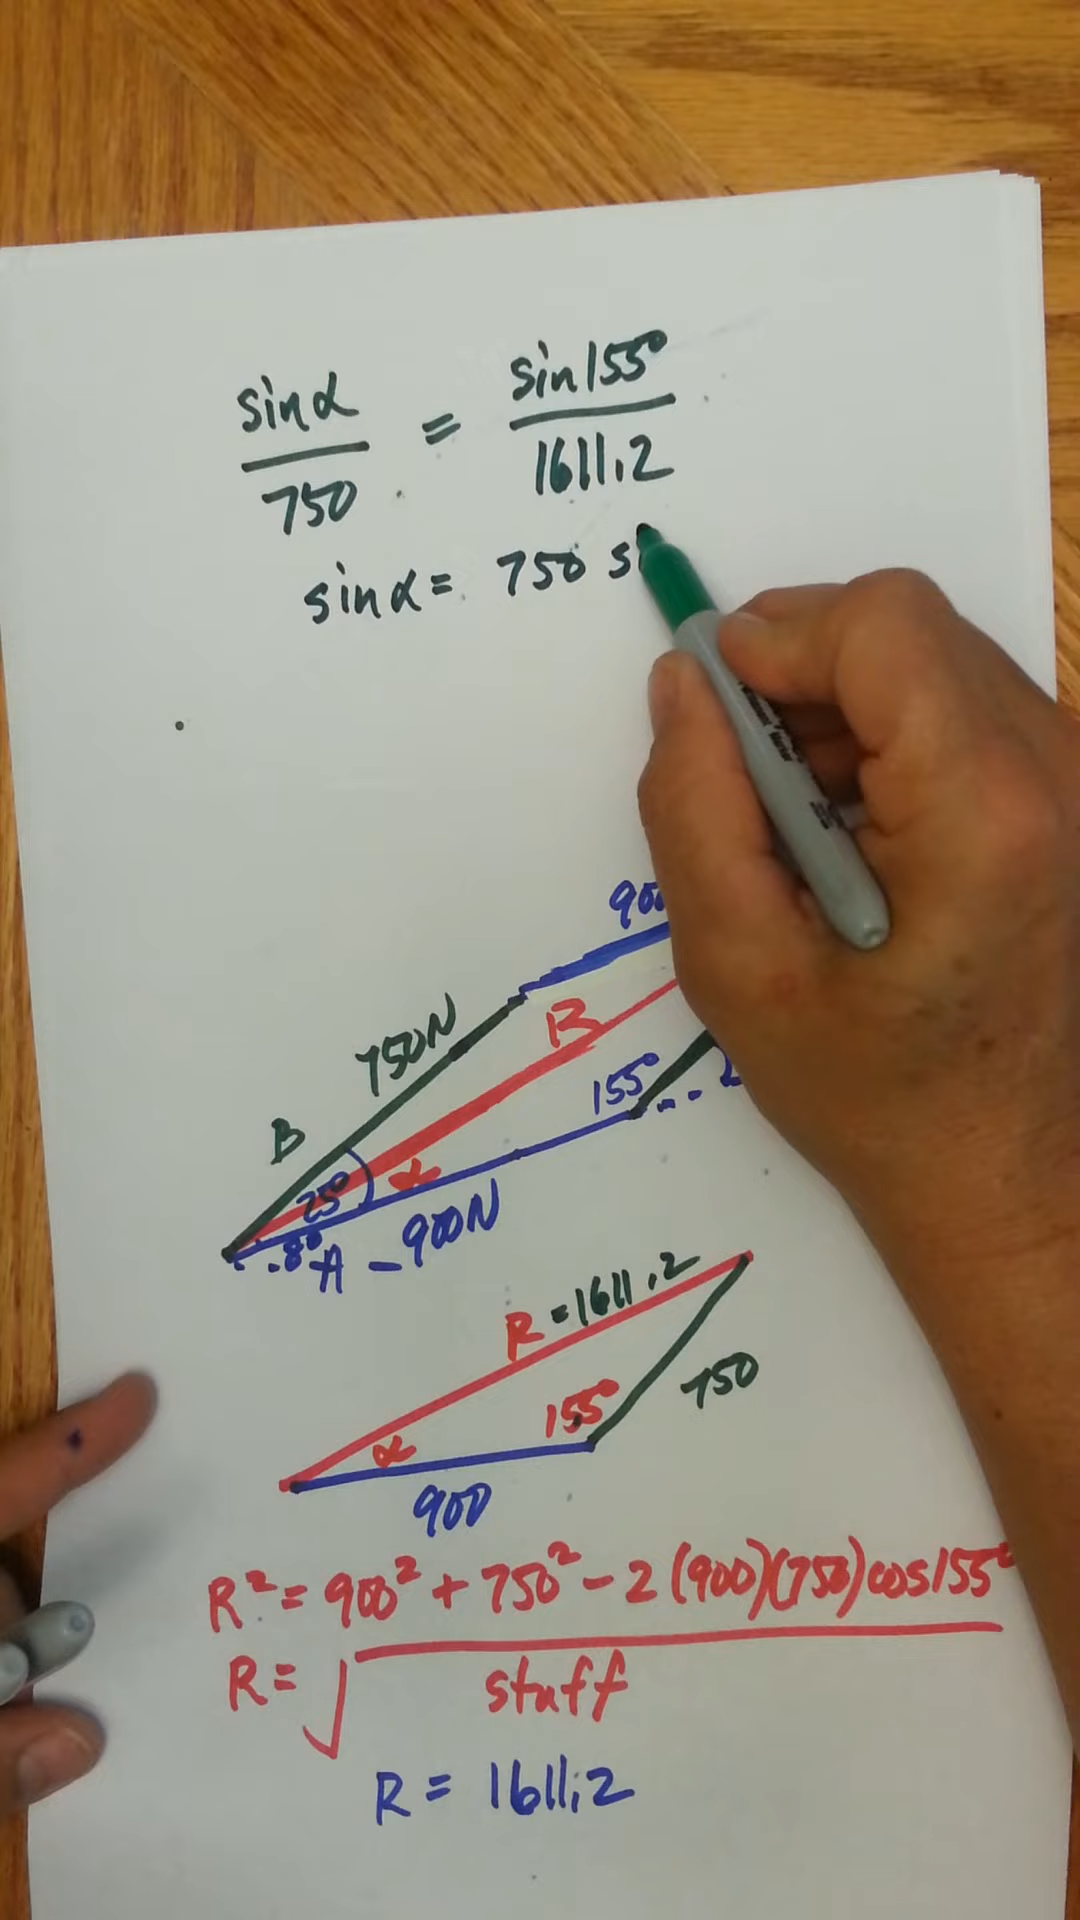 sinα = sin155°
750 1611.2
sinα = 750 s
900
750N
R
155°
B
25°
α
8°
A - 900N
R = 1611.2
155°
750
α
900
R² = 900² + 750² - 2(900)(750)cos155°
R = √stuff
R = 1611.2